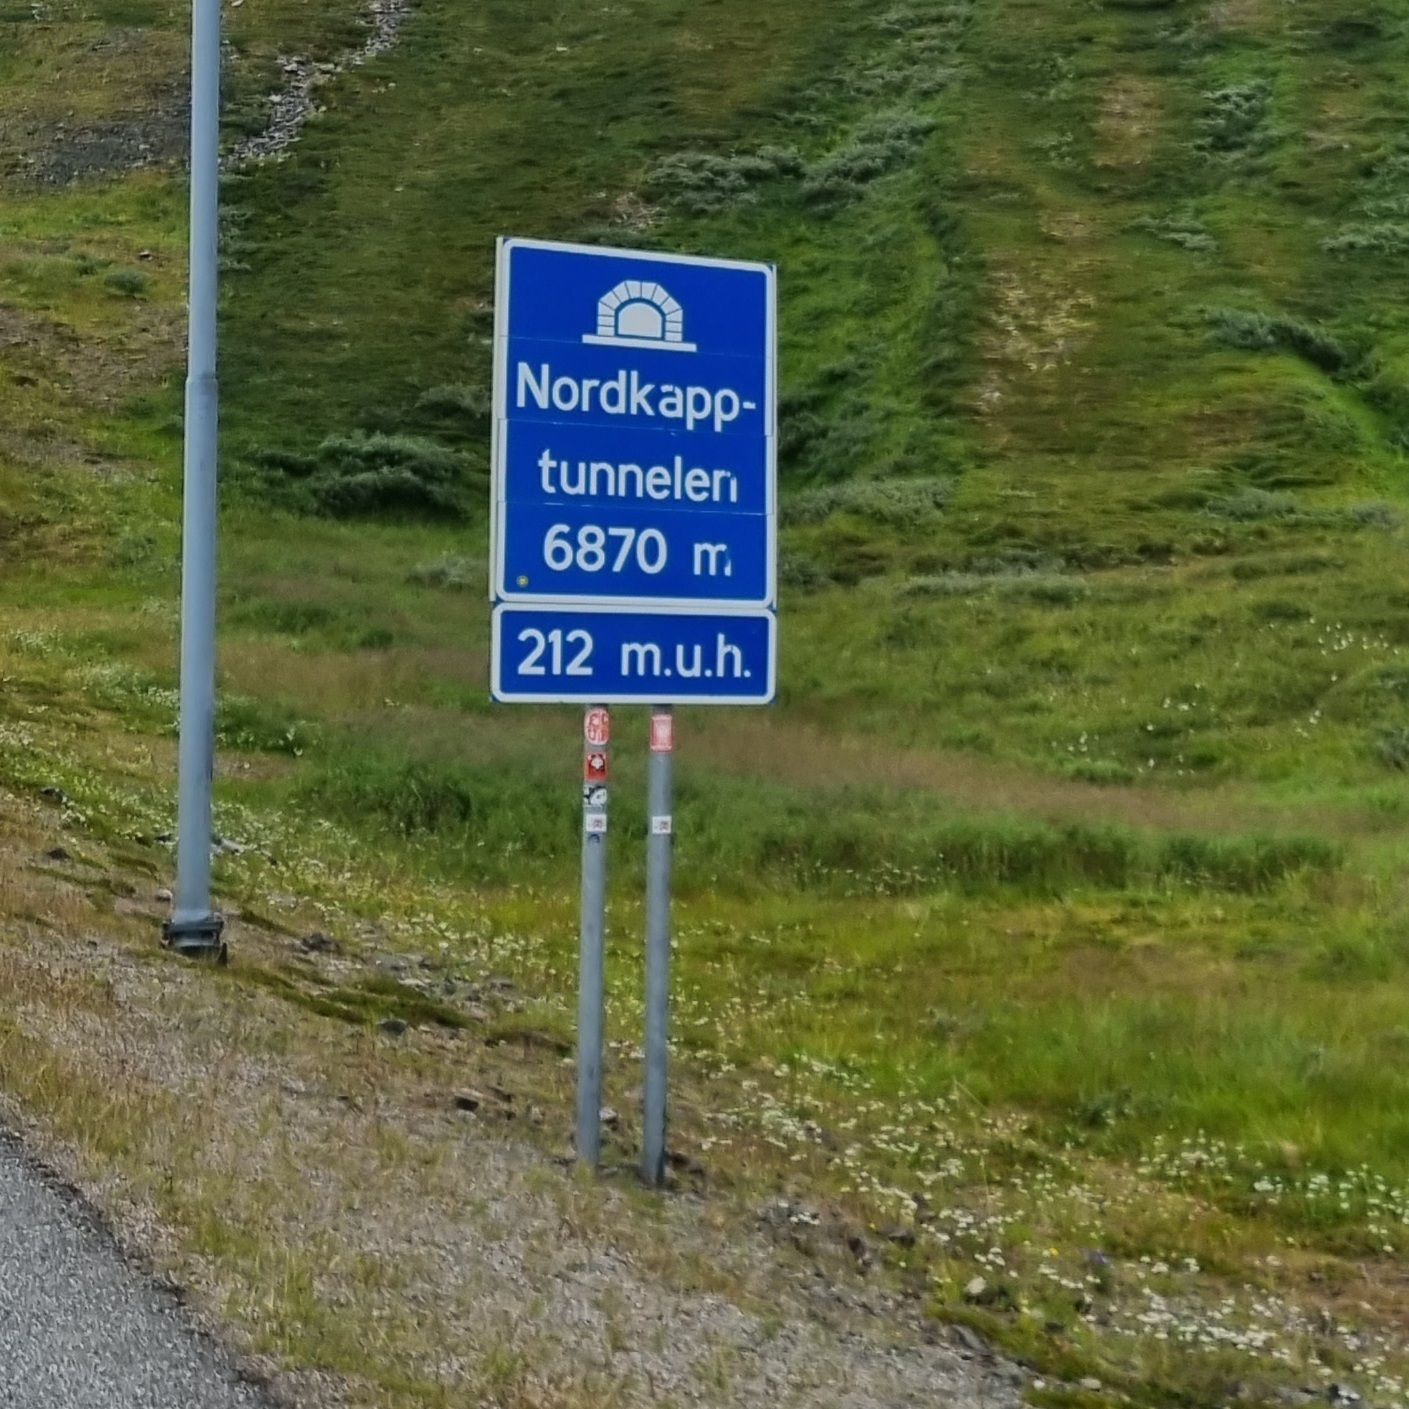 Nordkapp-
tunnelen
6870 m
212 m.u.h.